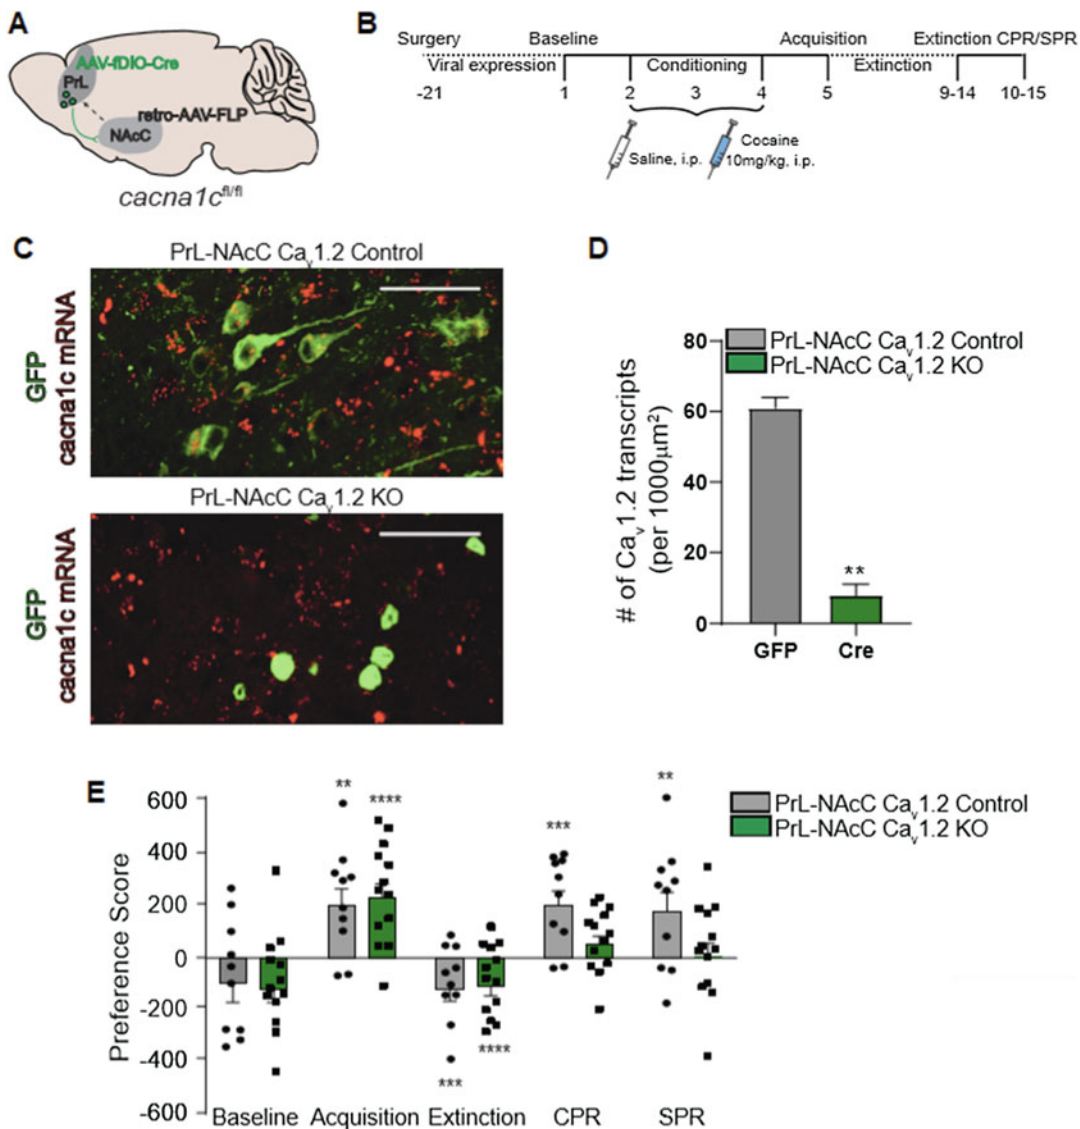 A
AAV-fDIO-Cre
PrL
retro-AAV-FLP
NAcC
cacna1cfl/fl
B
Surgery Baseline Acquisition Extinction CPR/SPR
Viral expression Conditioning Extinction
-21 1 2 3 4 5 9-14 10-15
Saline, i.p.
Cocaine
10mg/kg, i.p.
C
PrL-NAcC Cav1.2 Control
GFP
cacna1c mRNA
PrL-NAcC Cav1.2 KO
GFP
cacna1c mRNA
D
PrL-NAcC Cav1.2 Control
PrL-NAcC Cav1.2 KO
# of Cav1.2 transcripts
(per 1000μm2)
80
60
40
20
0
**
GFP Cre
E
PrL-NAcC Cav1.2 Control
PrL-NAcC Cav1.2 KO
Preference Score
600
400
200
0
-200
-400
-600
** **** *** **
*** ****
Baseline Acquisition Extinction CPR SPR